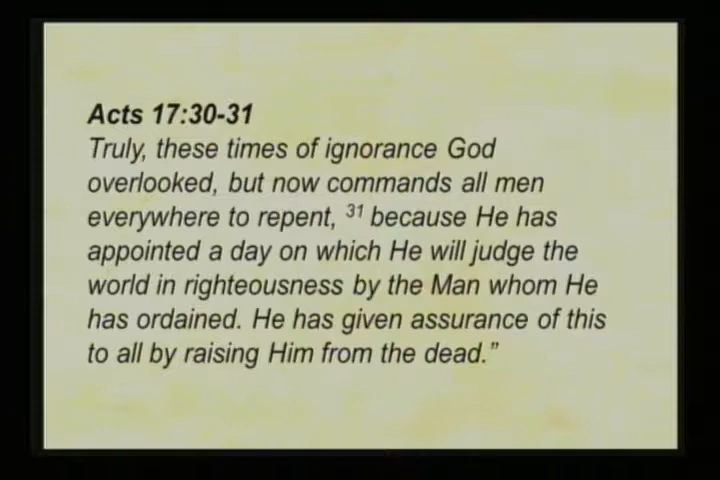 Acts 17:30-31
Truly, these times of ignorance God
overlooked, but now commands all men
everywhere to repent, 31 because He has
appointed a day on which He will judge the
world in righteousness by the Man whom He
has ordained. He has given assurance of this
to all by raising Him from the dead.”